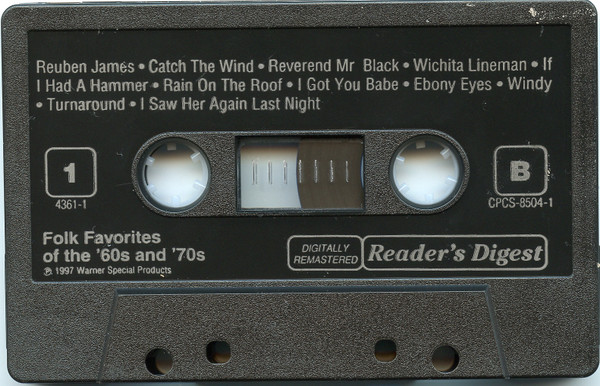 Reuben James • Catch The Wind • Reverend Mr Black • Wichita Lineman • If
I Had A Hammer • Rain On The Roof • I Got You Babe • Ebony Eyes • Windy
• Turnaround • I Saw Her Again Last Night
1
4361-1
B
CPCS-8504-1
Folk Favorites
of the '60s and '70s
℗ 1997 Warner Special Products
DIGITALLY
REMASTERED
Reader's Digest